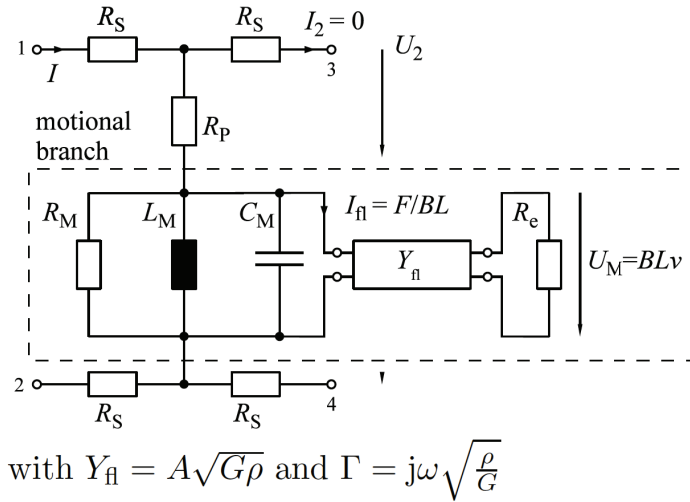 R_S R_S I_2 = 0
1 I 3 U_2
R_P
motional
branch
R_M L_M C_M I_fl = F/BL R_e
Y_fl U_M=BLv
2 R_S R_S 4
with Y_fl = A√(Gρ) and Γ = jω√(ρ/G)